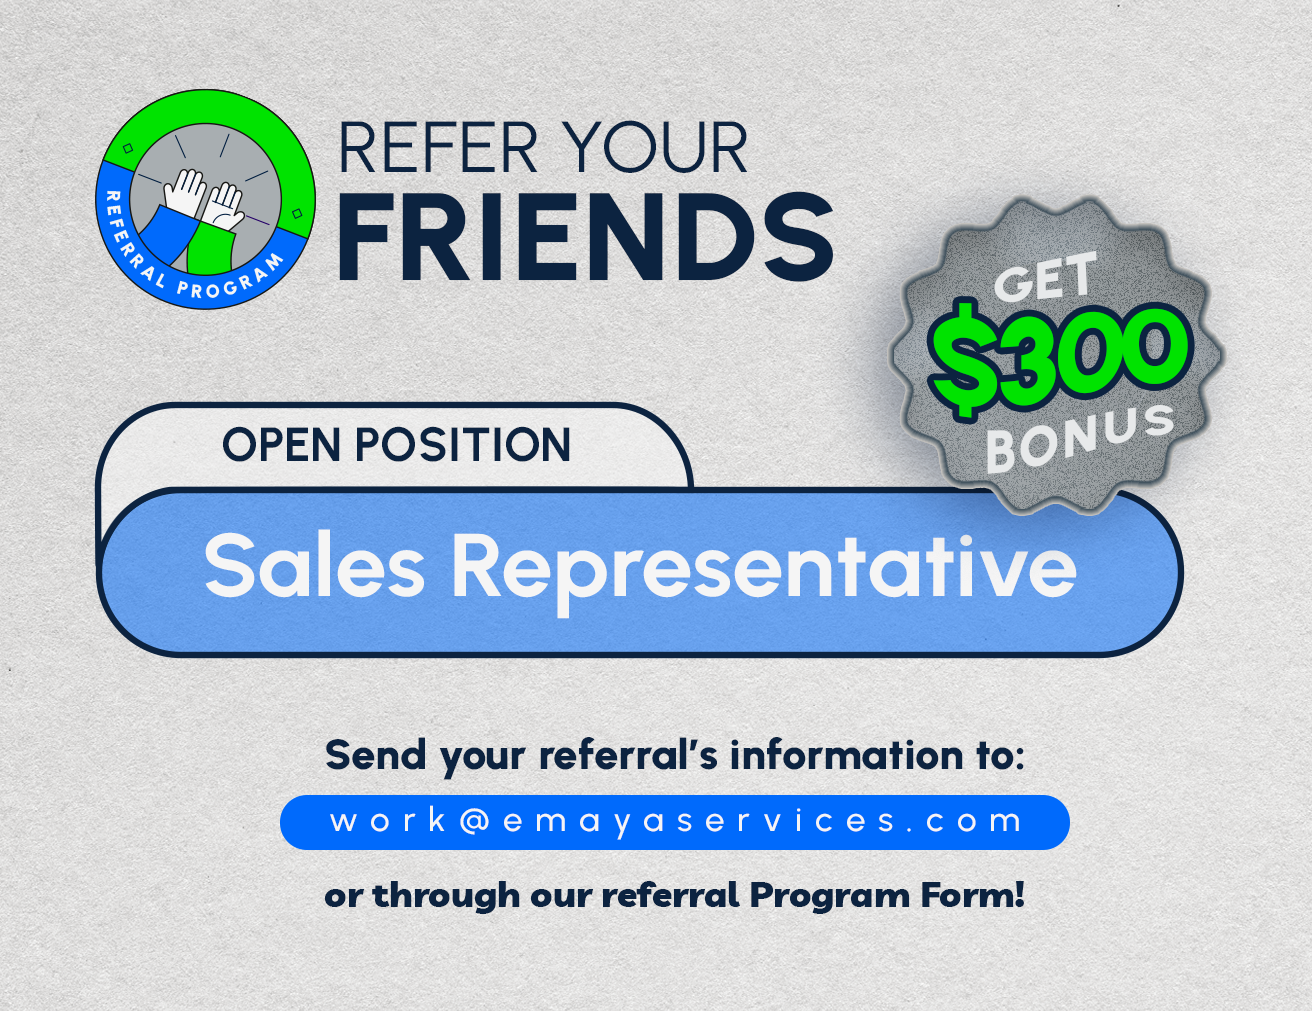 REFERRAL PROGRAM
REFER YOUR
FRIENDS
GET
$300
BONUS
OPEN POSITION
Sales Representative
Send your referral's information to:
work@emayaservices.com
or through our referral Program Form!